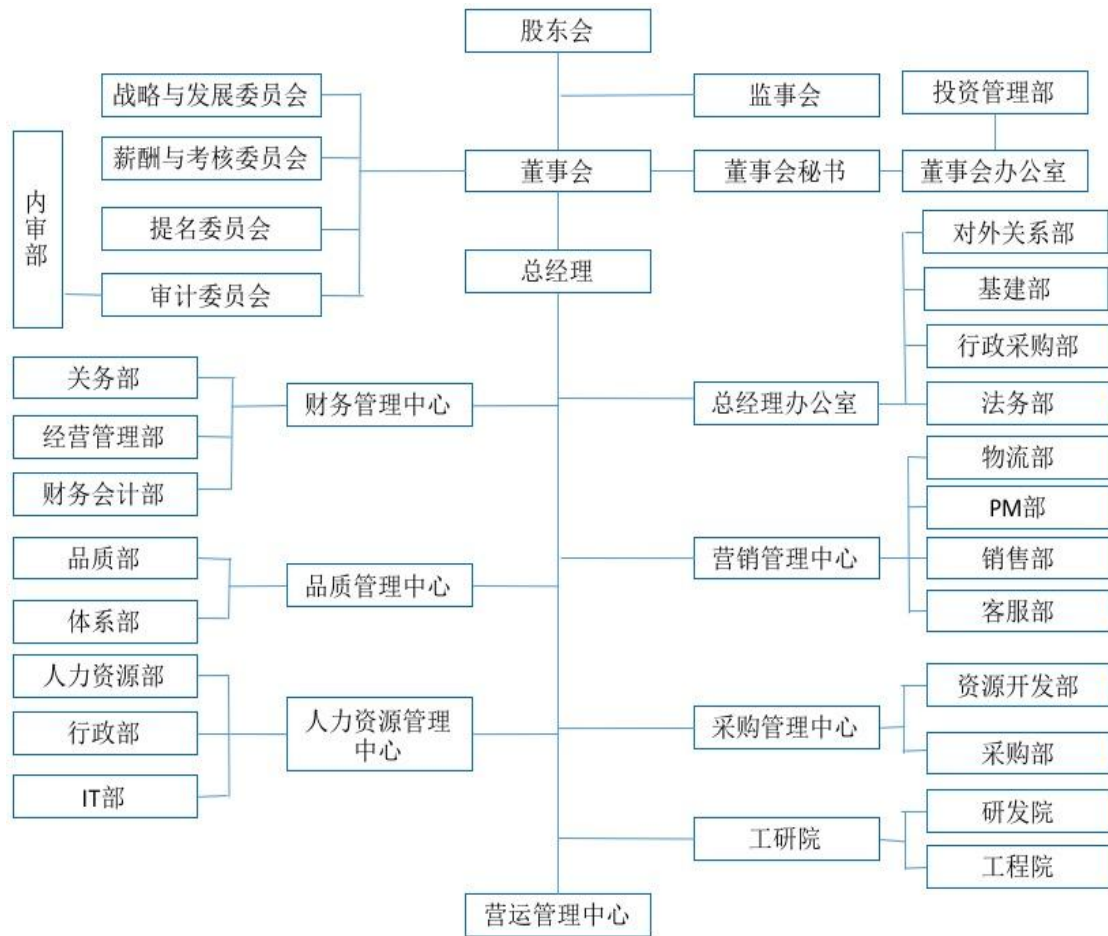 股东会
战略与发展委员会
监事会
投资管理部
薪酬与考核委员会
董事会
董事会秘书
董事会办公室
内审部
提名委员会
对外关系部
总经理
审计委员会
基建部
行政采购部
关务部
财务管理中心
总经理办公室
法务部
经营管理部
物流部
财务会计部
PM部
品质部
营销管理中心
销售部
品质管理中心
体系部
客服部
人力资源部
资源开发部
行政部
人力资源管理
中心
采购管理中心
采购部
IT部
研发院
工研院
工程院
营运管理中心